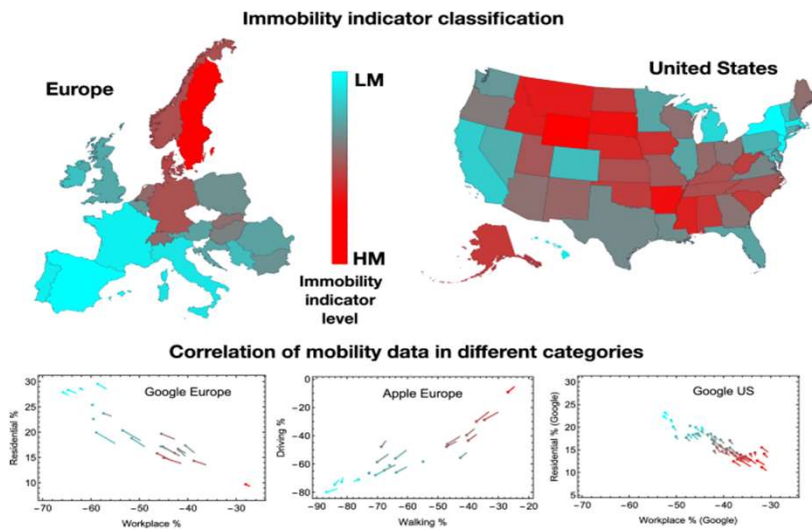 Immobility indicator classification
Europe
LM
United States
HM
Immobility
indicator
level
Correlation of mobility data in different categories
Google Europe
Residential %
30
25
20
15
10
−70
−60
−50
−40
−30
Workplace %
Apple Europe
Driving %
0
−20
−40
−60
−80
−90
−80
−70
−60
−50
−40
−30
−20
Walking %
Google US
Residential % (Google)
30
25
20
15
10
5
−70
−60
−50
−40
−30
Workplace % (Google)